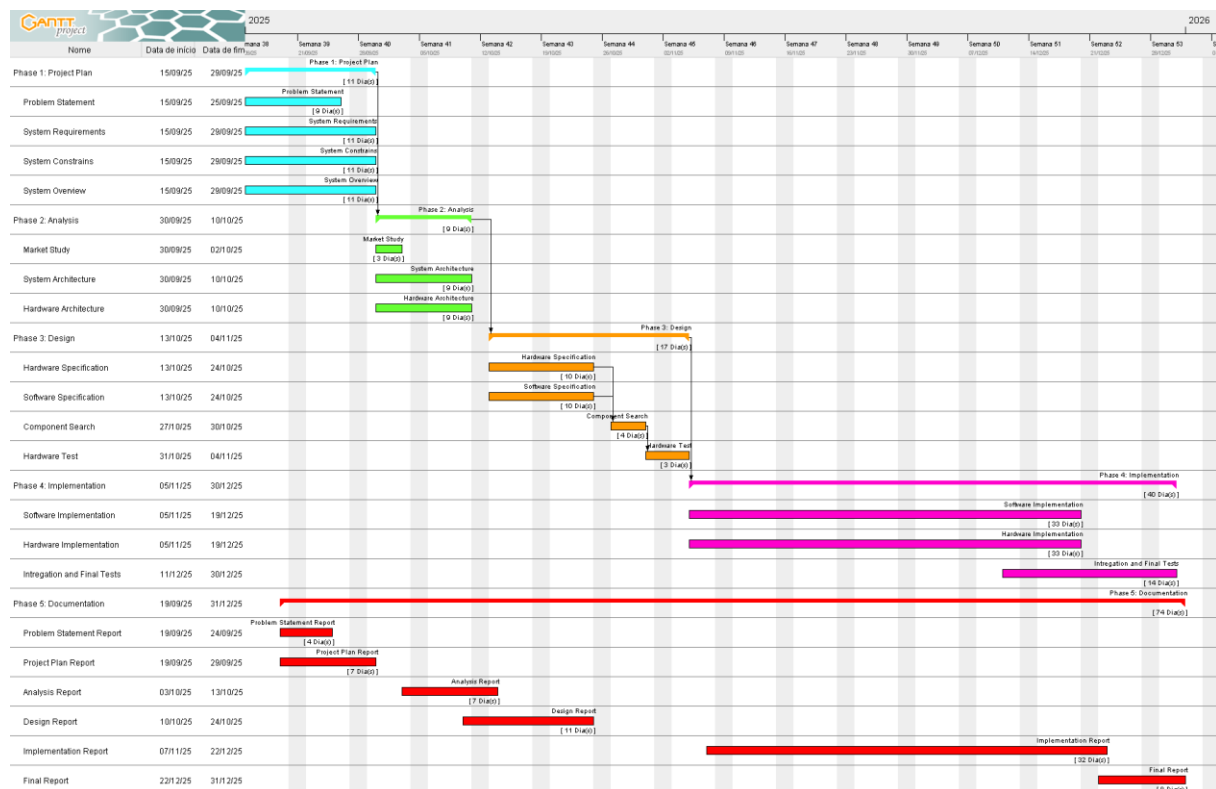 GANTT project
2025
2026
Nome Data de início Data de fim
mana 38 Semana 39 Semana 40 Semana 41 Semana 42 Semana 43 Semana 44 Semana 45 Semana 46 Semana 47 Semana 48 Semana 49 Semana 50 Semana 51 Semana 52 Semana 53
Phase 1: Project Plan 15/09/25 29/09/25 Phase 1: Project Plan [ 11 Dia(s) ]
Problem Statement 15/09/25 25/09/25 Problem Statement [ 9 Dia(s) ]
System Requirements 15/09/25 29/09/25 System Requirements [ 11 Dia(s) ]
System Constrains 15/09/25 29/09/25 System Constrains [ 11 Dia(s) ]
System Overview 15/09/25 29/09/25 System Overview [ 11 Dia(s) ]
Phase 2: Analysis 30/09/25 10/10/25 Phase 2: Analysis [ 9 Dia(s) ]
Market Study 30/09/25 02/10/25 Market Study [ 3 Dia(s) ]
System Architecture 30/09/25 10/10/25 System Architecture [ 9 Dia(s) ]
Hardware Architecture 30/09/25 10/10/25 Hardware Architecture [ 9 Dia(s) ]
Phase 3: Design 13/10/25 04/11/25 Phase 3: Design [ 17 Dia(s) ]
Hardware Specification 13/10/25 24/10/25 Hardware Specification [ 10 Dia(s) ]
Software Specification 13/10/25 24/10/25 Software Specification [ 10 Dia(s) ]
Component Search 27/10/25 30/10/25 Component Search [ 4 Dia(s) ]
Hardware Test 31/10/25 04/11/25 Hardware Test [ 3 Dia(s) ]
Phase 4: Implementation 05/11/25 30/12/25 Phase 4: Implementation [ 40 Dia(s) ]
Software Implementation 05/11/25 19/12/25 Software Implementation [ 33 Dia(s) ]
Hardware Implementation 05/11/25 19/12/25 Hardware Implementation [ 33 Dia(s) ]
Intregation and Final Tests 11/12/25 30/12/25 Intregation and Final Tests [ 14 Dia(s) ]
Phase 5: Documentation 19/09/25 31/12/25 Phase 5: Documentation [ 74 Dia(s) ]
Problem Statement Report 19/09/25 24/09/25 Problem Statement Report [ 4 Dia(s) ]
Project Plan Report 19/09/25 29/09/25 Project Plan Report [ 7 Dia(s) ]
Analysis Report 03/10/25 13/10/25 Analysis Report [ 7 Dia(s) ]
Design Report 10/10/25 24/10/25 Design Report [ 11 Dia(s) ]
Implementation Report 07/11/25 22/12/25 Implementation Report [ 32 Dia(s) ]
Final Report 22/12/25 31/12/25 Final Report